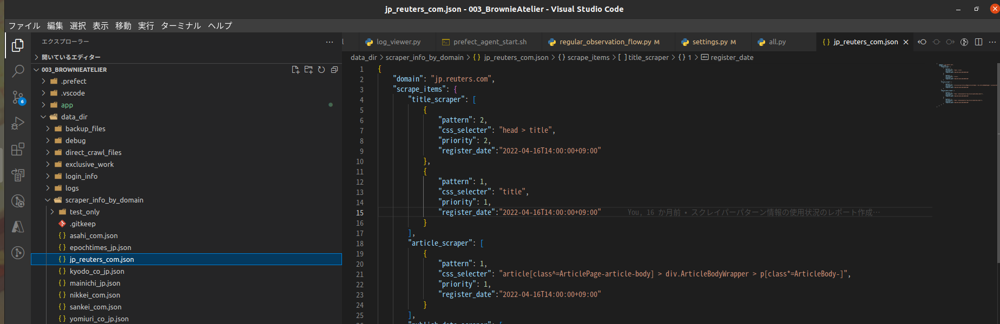 jp_reuters_com.json - 003_BrownieAtelier - Visual Studio Code
ファイル 編集 選択 表示 移動 実行 ターミナル ヘルプ
エクスプローラー
開いているエディター
003_BROWNIEATELIER
.prefect
.vscode
app
data_dir
backup_files
debug
direct_crawl_files
exclusive_work
login_info
logs
scraper_info_by_domain
test_only
.gitkeep
asahi_com.json
epochtimes_jp.json
jp_reuters_com.json
kyodo_co_jp.json
mainichi_jp.json
nikkei_com.json
sankei_com.json
yomiuri_co_jp.json
6
log_viewer.py prefect_agent_start.sh regular_observation_flow.py M settings.py M all.py {} jp_reuters_com.json
data_dir > scraper_info_by_domain > {} jp_reuters_com.json > {} scrape_items > [ ] title_scraper > {} 1 > abc register_date
1 {
2 "domain": "jp.reuters.com",
3 "scrape_items": {
4 "title_scraper": [
5 {
6 "pattern": 2,
7 "css_selecter": "head > title",
8 "priority": 2,
9 "register_date":"2022-04-16T14:00:00+09:00"
10 },
11 {
12 "pattern": 1,
13 "css_selecter": "title",
14 "priority": 1,
15 "register_date":"2022-04-16T14:00:00+09:00" You, 16 か月前 • スクレイパーパターン情報の使用状況のレポート作成…
16 }
17 ],
18 "article_scraper": [
19 {
20 "pattern": 1,
21 "css_selecter": "article[class^=ArticlePage-article-body] > div.ArticleBodyWrapper > p[class*=ArticleBody-]",
22 "priority": 1,
23 "register_date":"2022-04-16T14:00:00+09:00"
24 }
25 ],